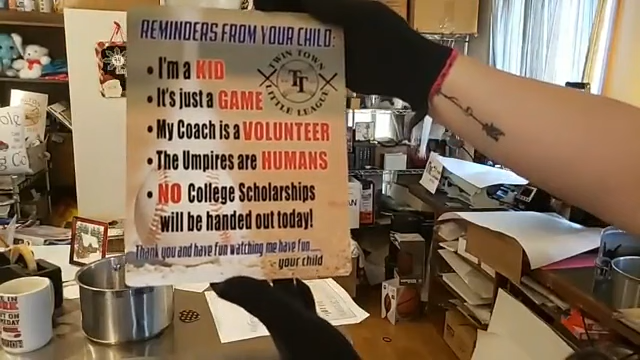 REMINDERS FROM YOUR CHILD:
• I'm a KID
• It's just a GAME
• My Coach is a VOLUNTEER
• The Umpires are HUMANS
• NO College Scholarships
will be handed out today!
Thank you and have fun watching me have fun....
- your child
TWIN TOWN
TT
LITTLE LEAGUE